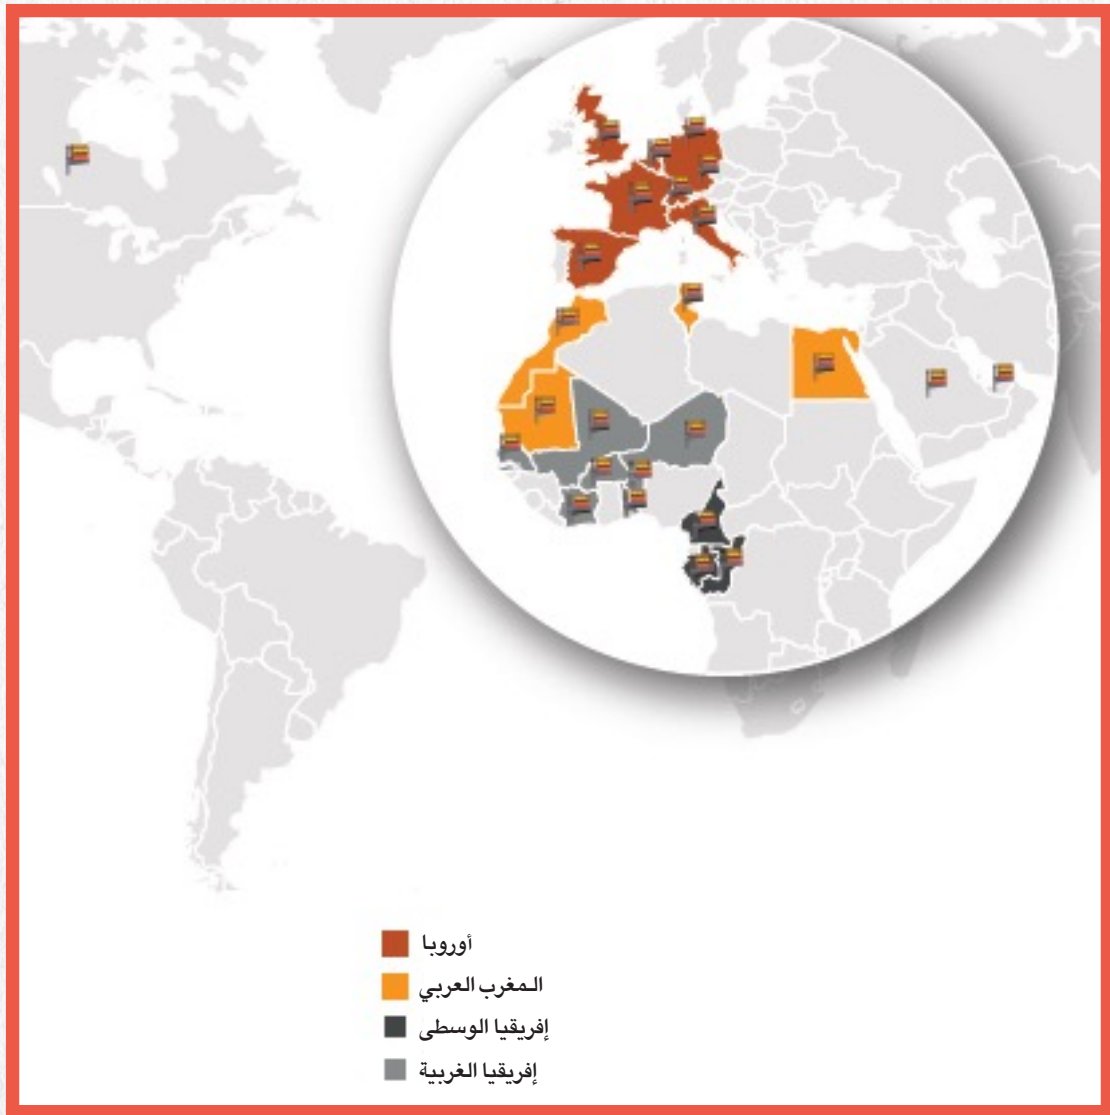 أوروبا
المغرب العربي
إفريقيا الوسطى
إفريقيا الغربية